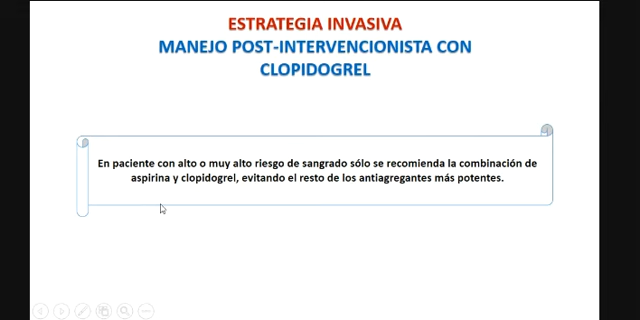 ESTRATEGIA INVASIVA
MANEJO POST-INTERVENCIONISTA CON
CLOPIDOGREL
En paciente con alto o muy alto riesgo de sangrado sólo se recomienda la combinación de
aspirina y clopidogrel, evitando el resto de los antiagregantes más potentes.